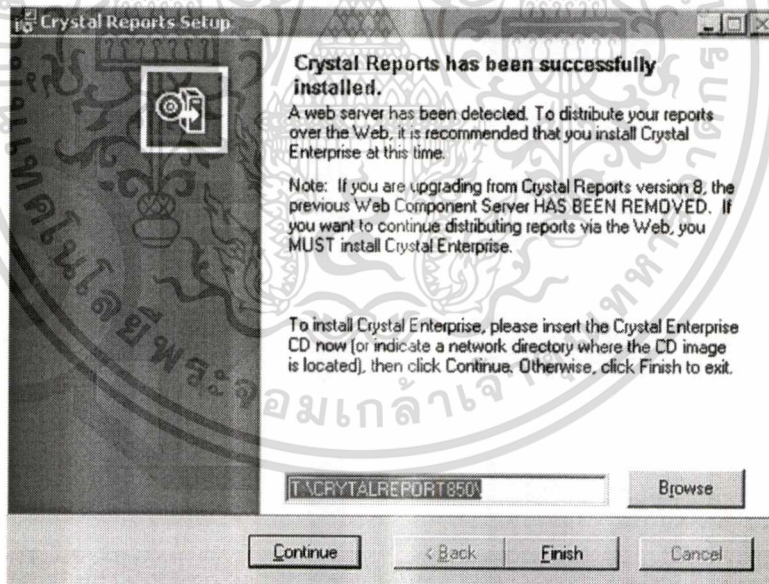 Crystal Reports Setup
Crystal Reports has been successfully
installed.
A web server has been detected. To distribute your reports
over the Web, it is recommended that you install Crystal
Enterprise at this time.
Note: If you are upgrading from Crystal Reports version 8, the
previous Web Component Server HAS BEEN REMOVED. If
you want to continue distributing reports via the Web, you
MUST install Crystal Enterprise.
To install Crystal Enterprise, please insert the Crystal Enterprise
CD now (or indicate a network directory where the CD image
is located), then click Continue. Otherwise, click Finish to exit.
T:\CRYTALREPORT850\
Browse
Continue
< Back
Finish
Cancel